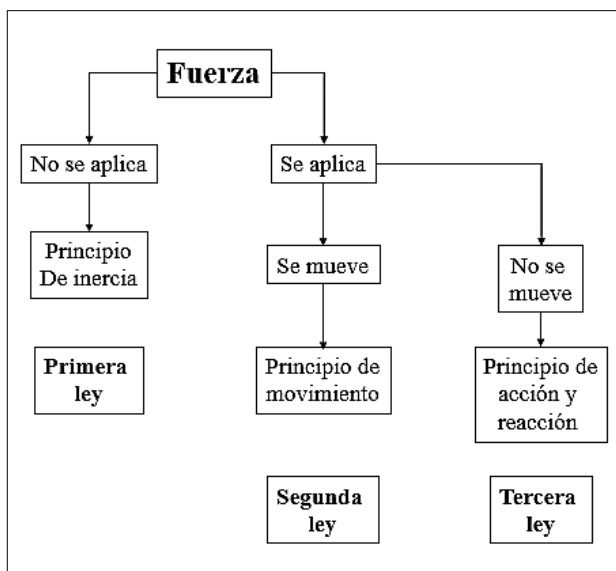 Fuerza
No se aplica
Se aplica
Principio
De inercia
Se mueve
No se
mueve
Primera
ley
Principio de
movimiento
Principio de
acción y
reacción
Segunda
ley
Tercera
ley